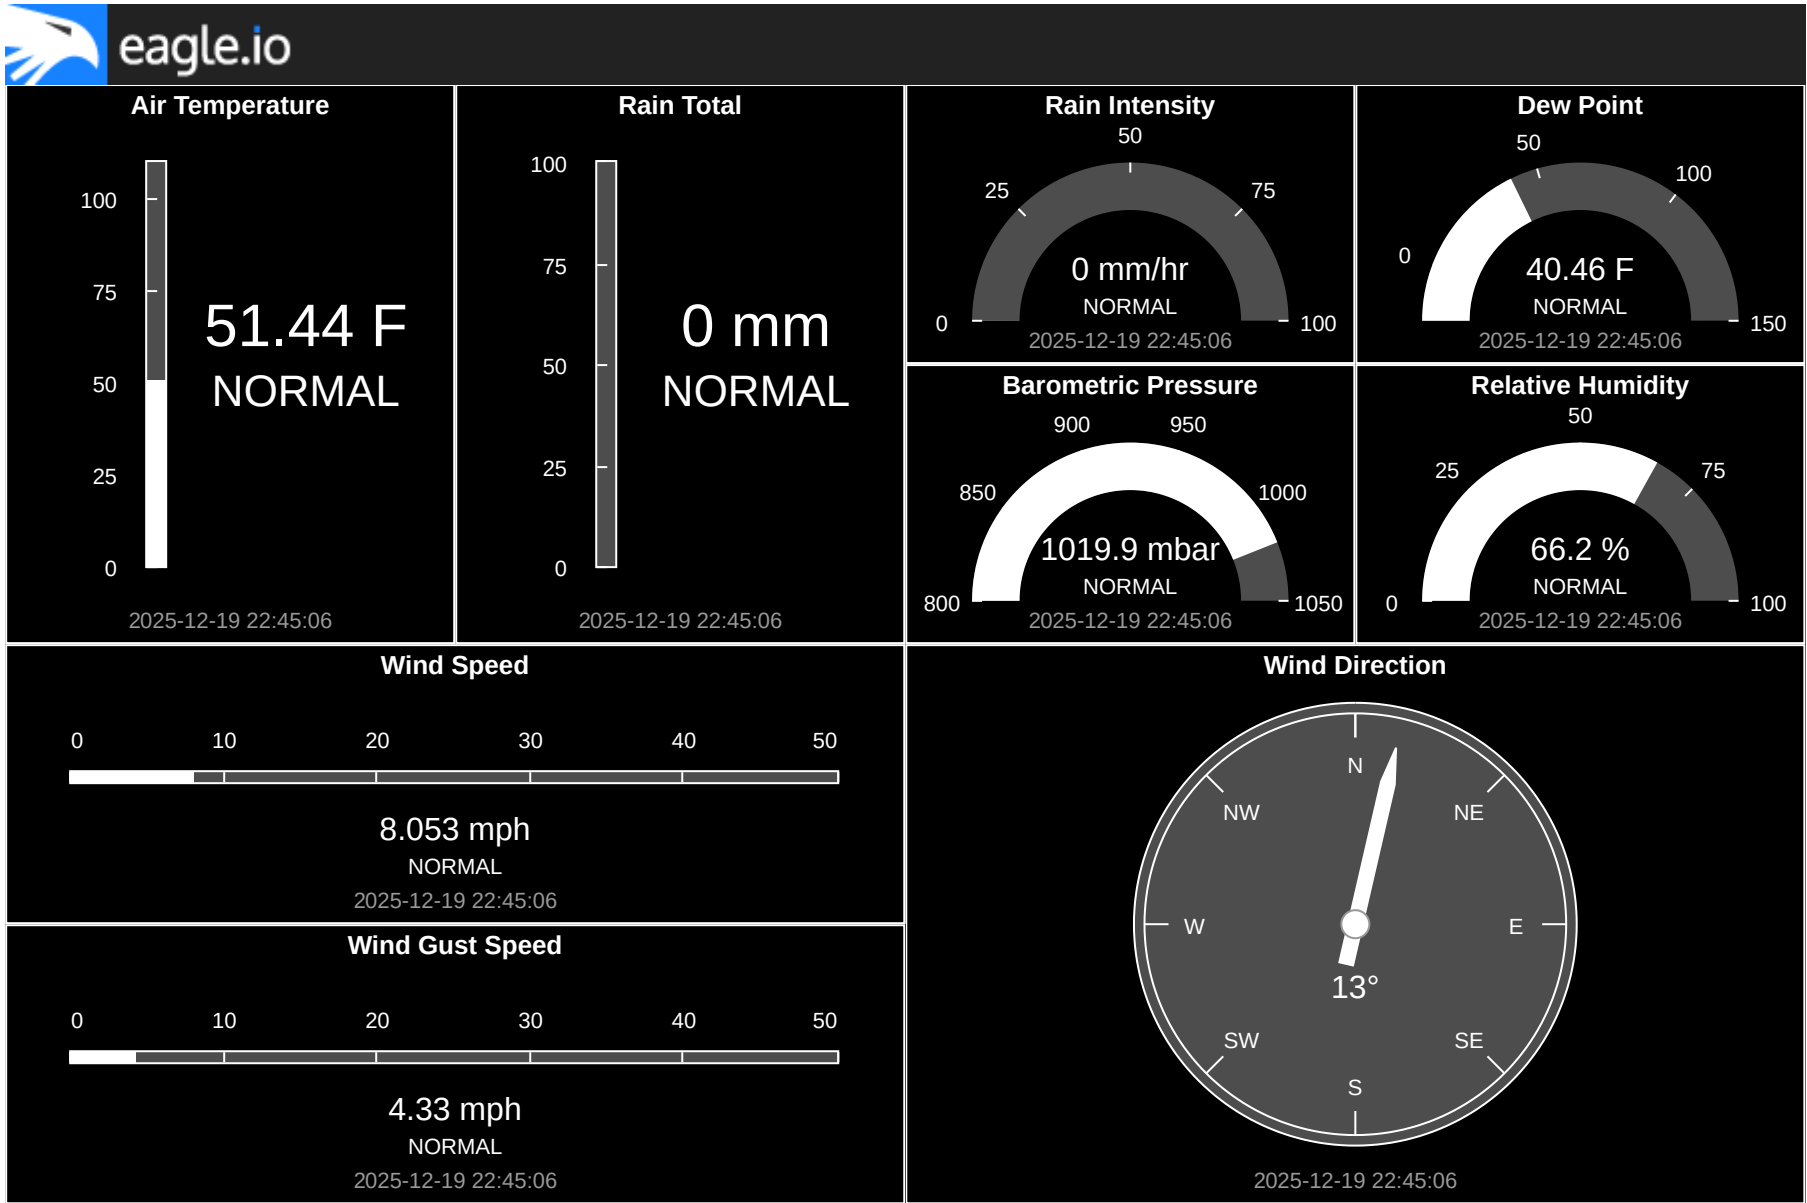 eagle.io
Air Temperature
100
75
50
25
0
51.44 F
NORMAL
2025-12-19 22:45:06
Rain Total
100
75
50
25
0
0 mm
NORMAL
2025-12-19 22:45:06
Rain Intensity
0
25
50
75
100
0 mm/hr
NORMAL
2025-12-19 22:45:06
Dew Point
0
50
100
150
40.46 F
NORMAL
2025-12-19 22:45:06
Barometric Pressure
800
850
900
950
1000
1050
1019.9 mbar
NORMAL
2025-12-19 22:45:06
Relative Humidity
0
25
50
75
100
66.2 %
NORMAL
2025-12-19 22:45:06
Wind Speed
0 10 20 30 40 50
8.053 mph
NORMAL
2025-12-19 22:45:06
Wind Gust Speed
0 10 20 30 40 50
4.33 mph
NORMAL
2025-12-19 22:45:06
Wind Direction
N
NW NE
W E
13°
SW SE
S
2025-12-19 22:45:06